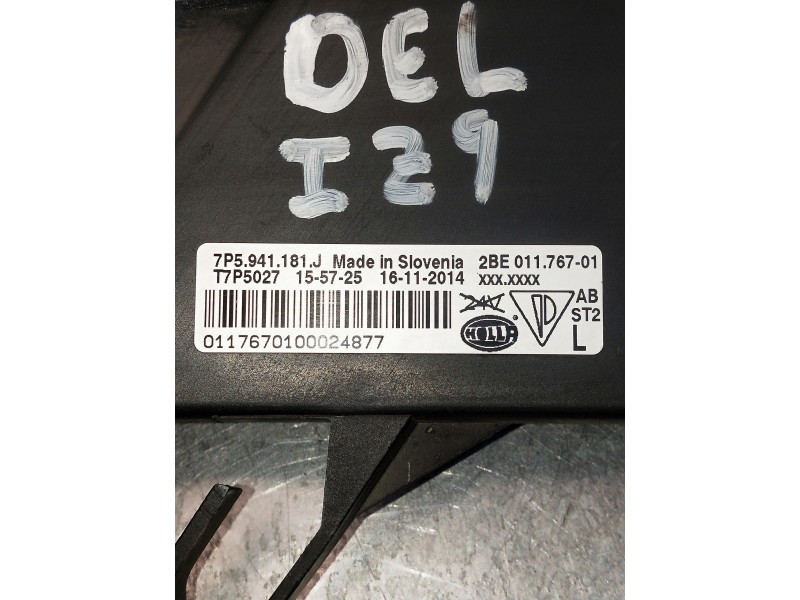 DEL
IZ9
7P5.941.181.J Made in Slovenia 2BE 011.767-01
T7P5027 15-57-25 16-11-2014 xxx.xxxx
24V
AB
ST2
HELLA
L
0117670100024877